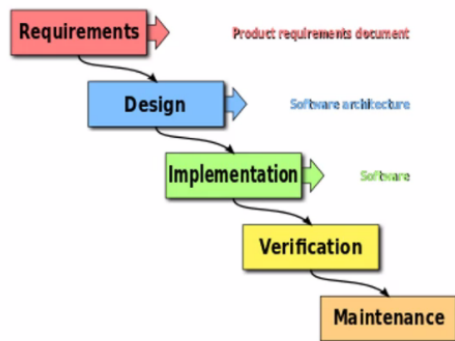 Requirements
Product requirements document
Design
Software architecture
Implementation
Software
Verification
Maintenance